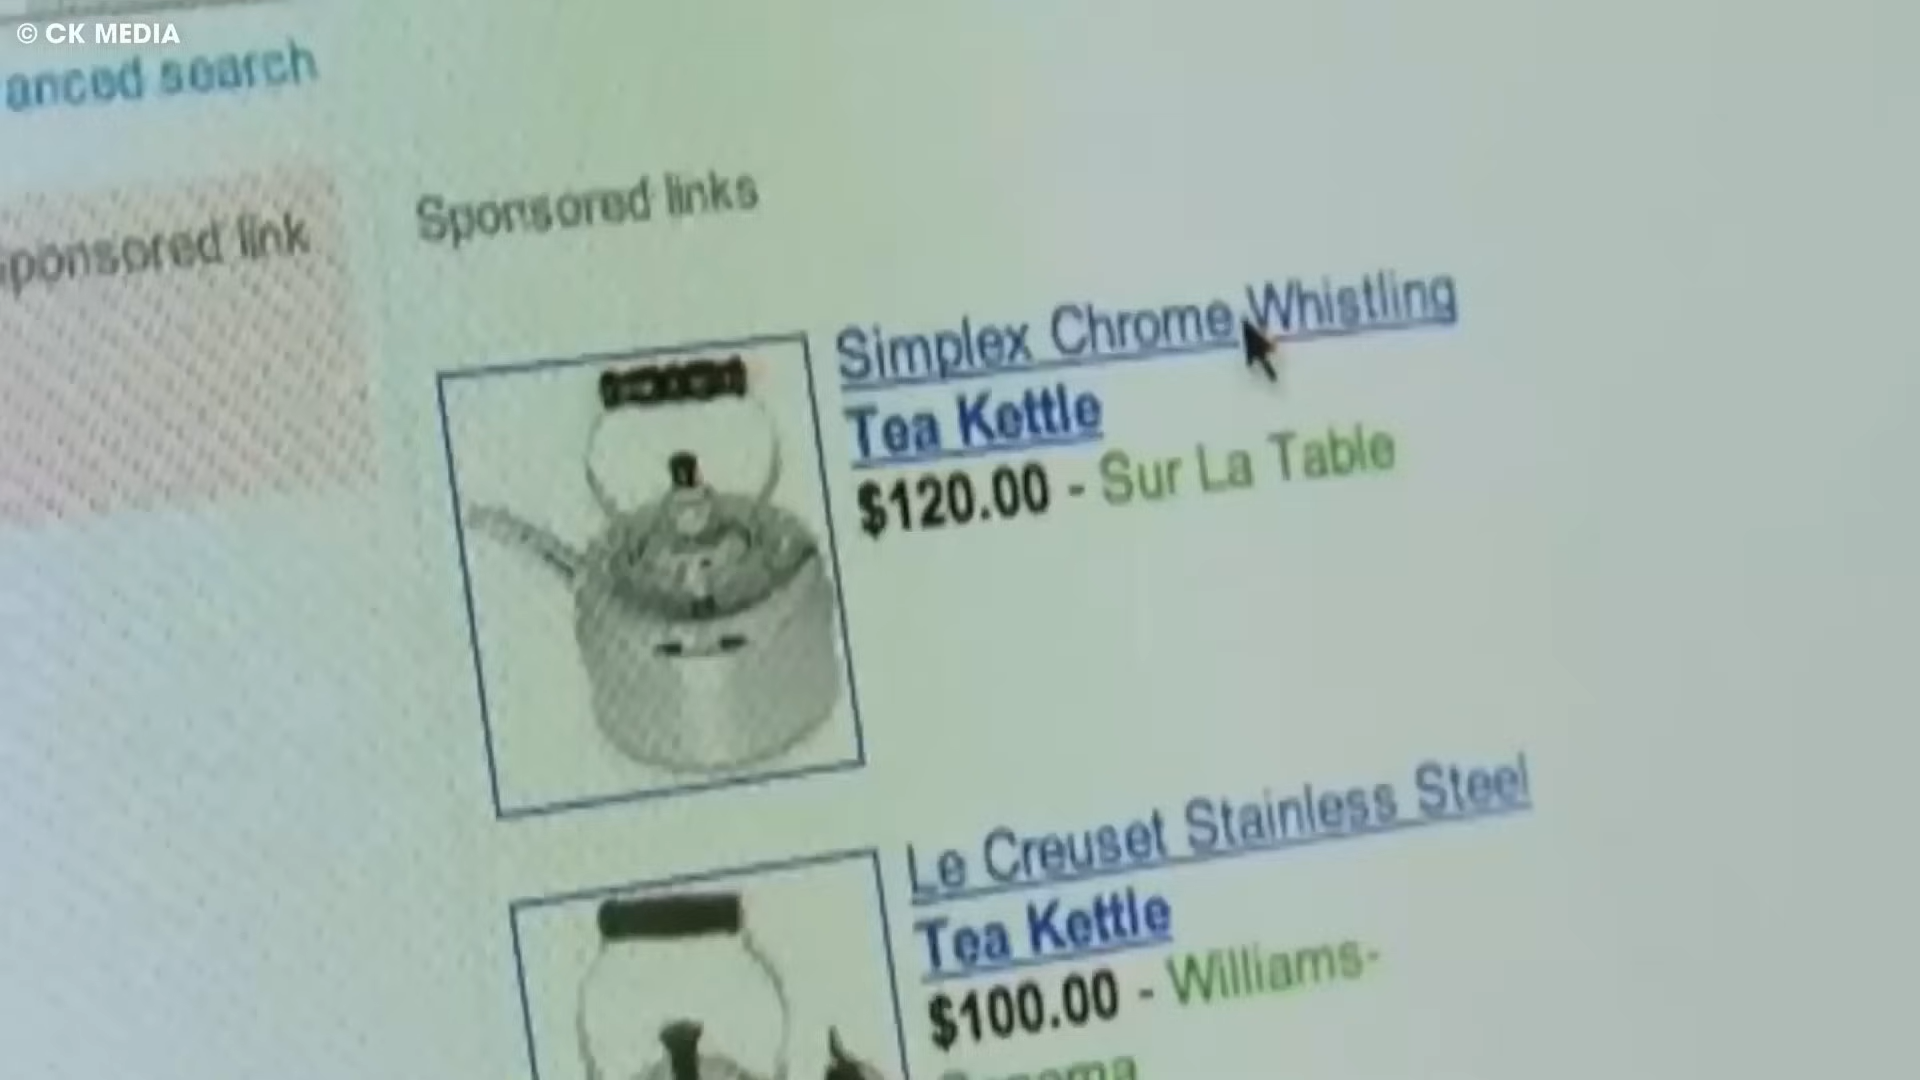 © CK MEDIA
anced search
Sponsored links
ponsored link
Simplex Chrome Whistling
Tea Kettle
$120.00 - Sur La Table
Le Creuset Stainless Steel
Tea Kettle
$100.00 - Williams-
Sonoma